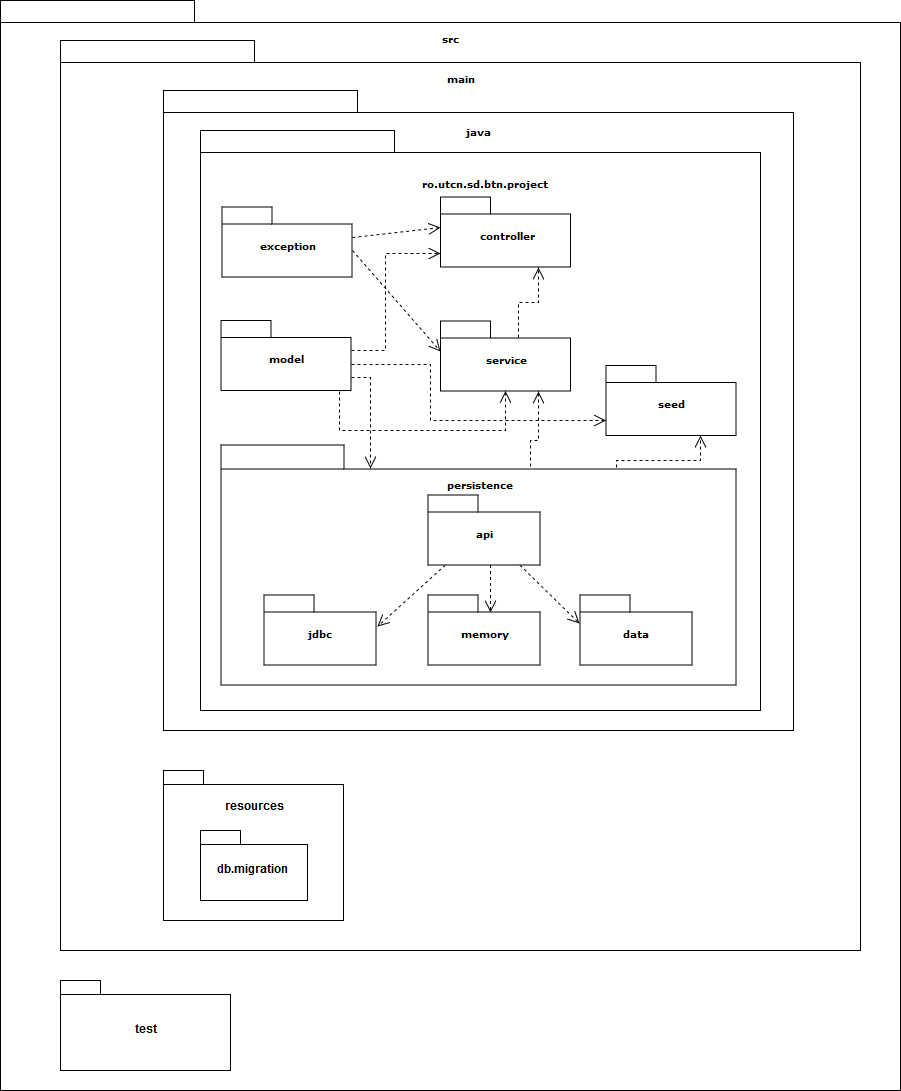 src
main
java
ro.utcn.sd.btn.project
controller
exception
model
service
seed
persistence
api
jdbc
memory
data
resources
db.migration
test